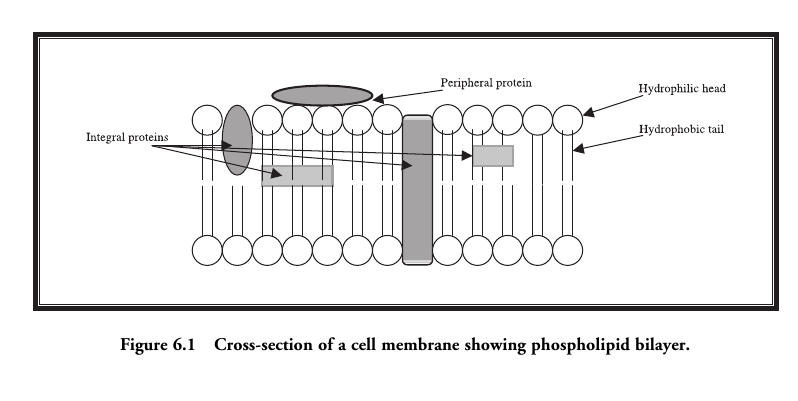 Peripheral protein
Hydrophilic head
Hydrophobic tail
Integral proteins
Figure 6.1 Cross-section of a cell membrane showing phospholipid bilayer.